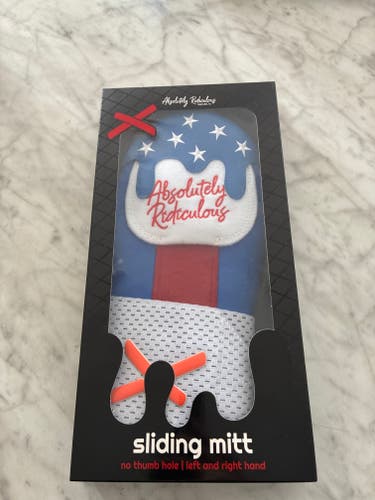 Absolutely Ridiculous
Absolutely
Ridiculous
sliding mitt
no thumb hole | left and right hand